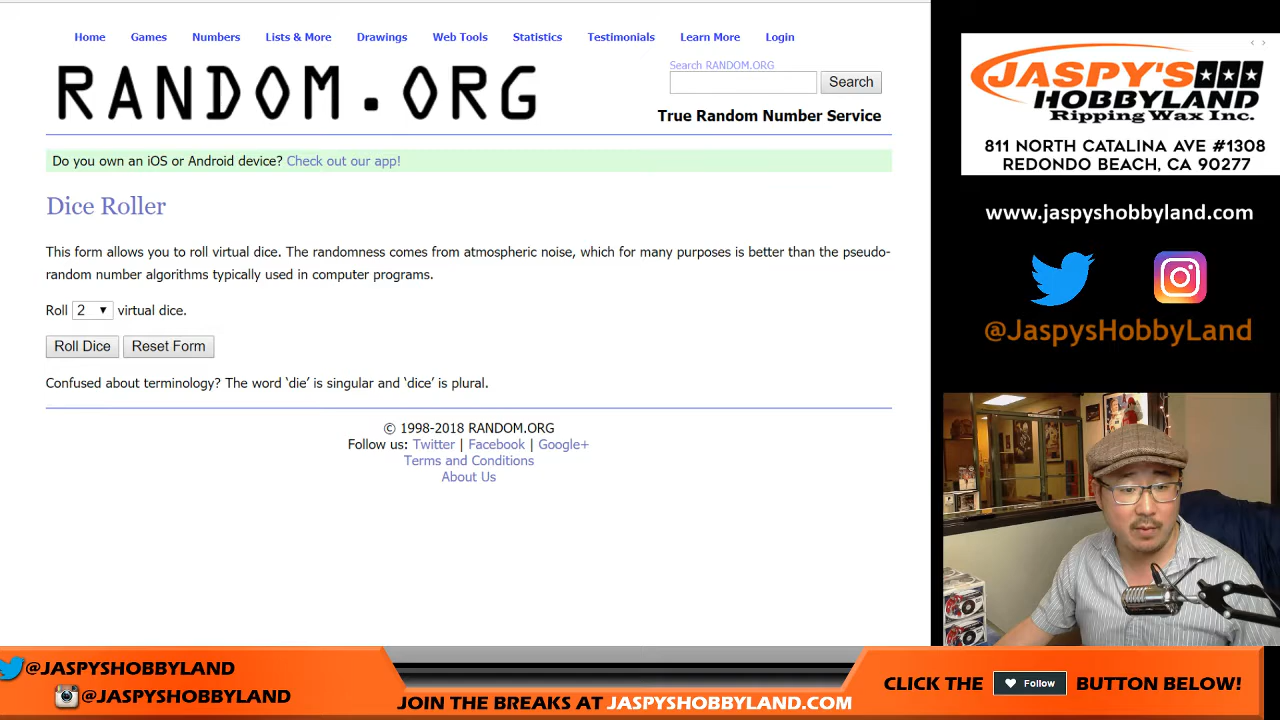 Home Games Numbers Lists & More Drawings Web Tools Statistics Testimonials Learn More Login
RANDOM.ORG
Search RANDOM.ORG
Search
True Random Number Service
Do you own an iOS or Android device? Check out our app!
Dice Roller
This form allows you to roll virtual dice. The randomness comes from atmospheric noise, which for many purposes is better than the pseudo-
random number algorithms typically used in computer programs.
Roll 2 virtual dice.
Roll Dice Reset Form
Confused about terminology? The word ‘die’ is singular and ‘dice’ is plural.
© 1998-2018 RANDOM.ORG
Follow us: Twitter | Facebook | Google+
Terms and Conditions
About Us
JASPY'S
HOBBYLAND
Ripping Wax Inc.
811 NORTH CATALINA AVE #1308
REDONDO BEACH, CA 90277
www.jaspyshobbyland.com
@JaspysHobbyLand
@JASPYSHOBBYLAND
@JASPYSHOBBYLAND
JOIN THE BREAKS AT JASPYSHOBBYLAND.COM
CLICK THE Follow BUTTON BELOW!